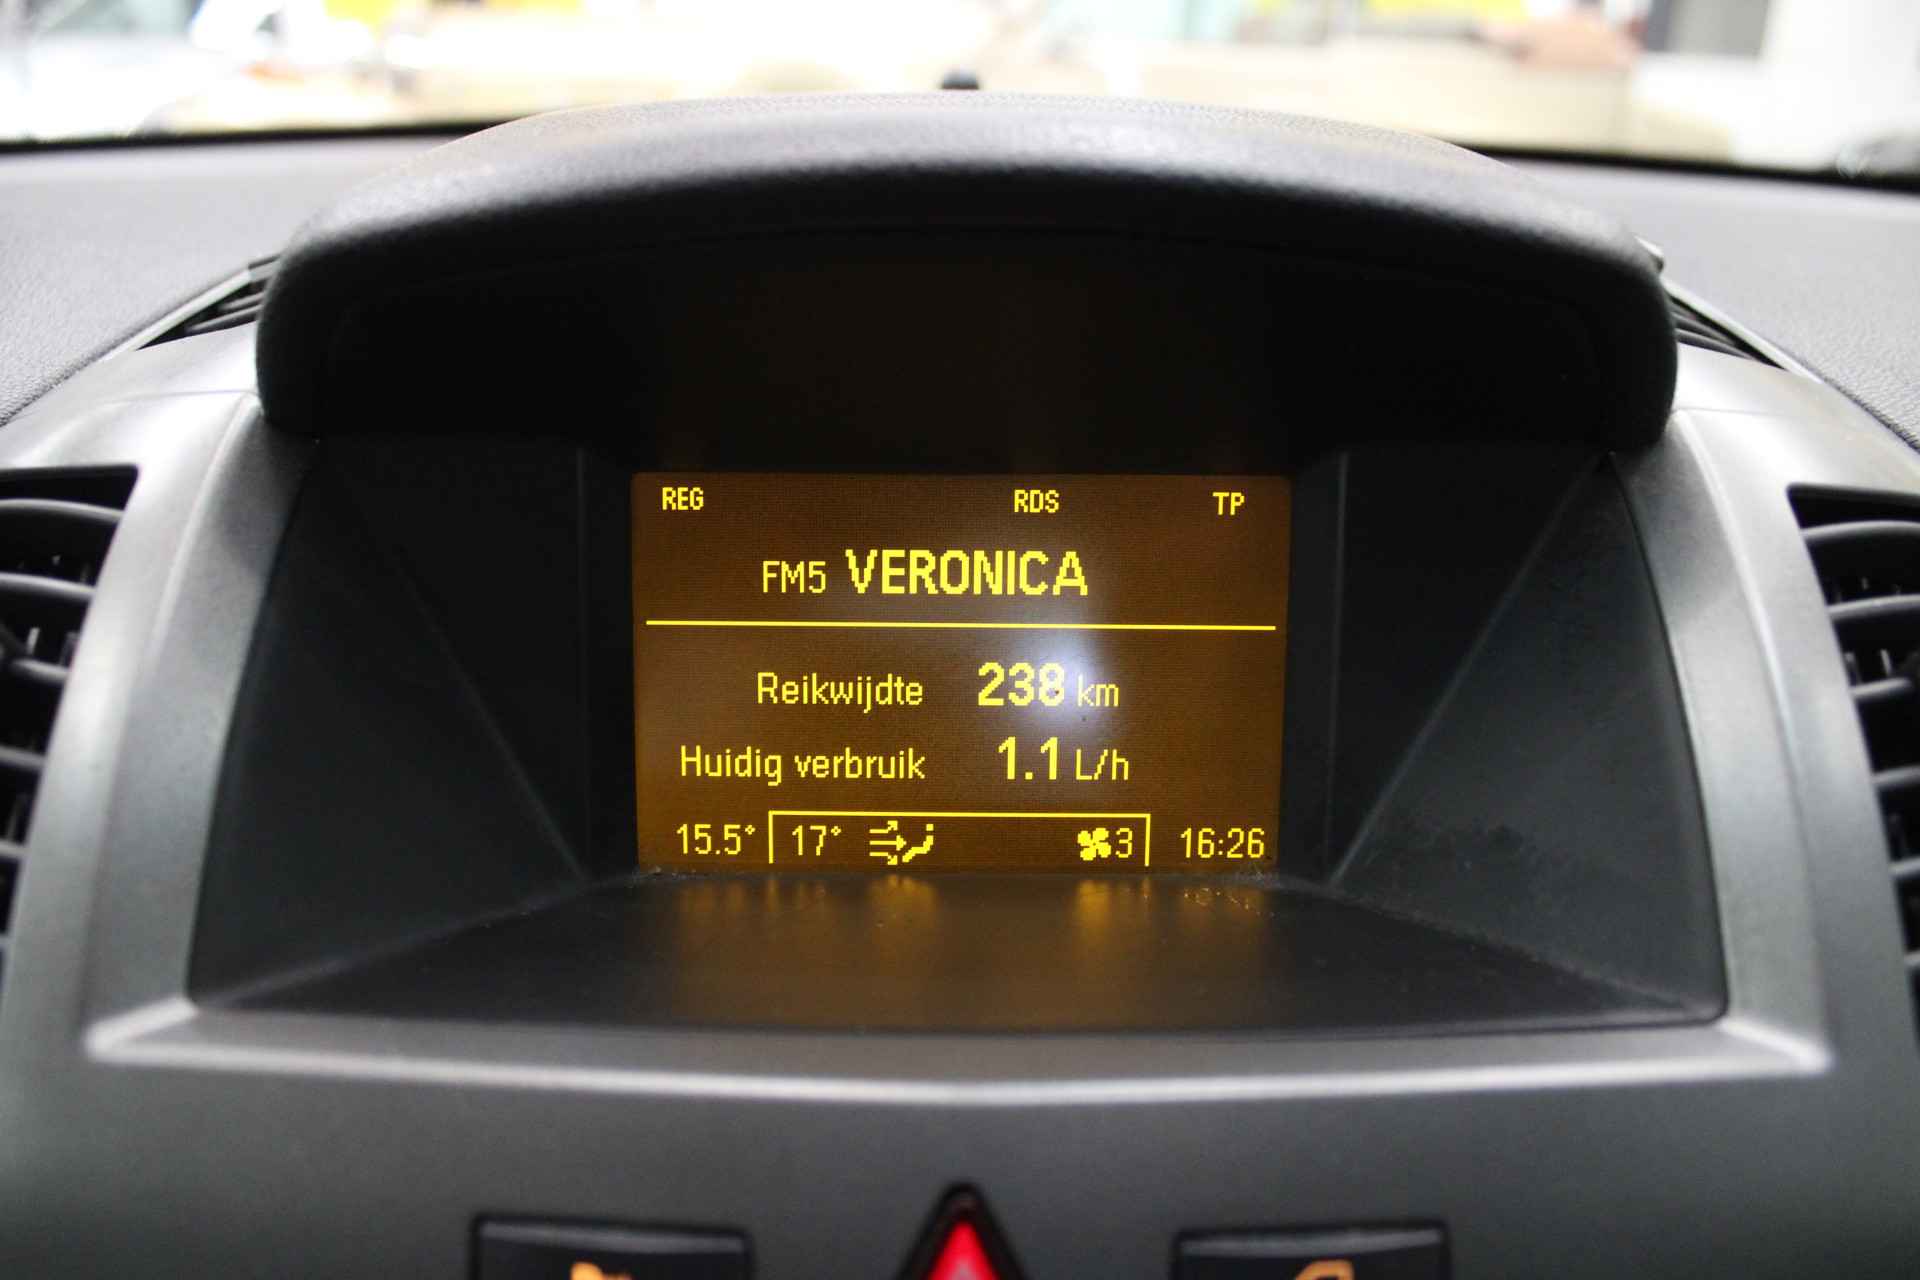 REG RDS TP
FM5 VERONICA
Reikwijdte 238 km
Huidig verbruik 1.1 L/h
15.5° 17° 3 16:26